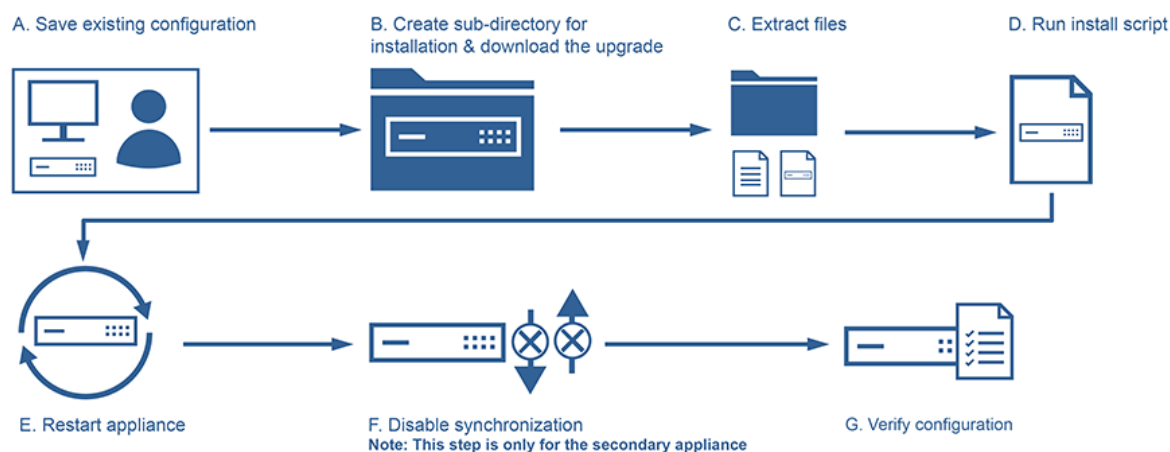 A. Save existing configuration
B. Create sub-directory for
installation & download the upgrade
C. Extract files
D. Run install script
E. Restart appliance
F. Disable synchronization
Note: This step is only for the secondary appliance
G. Verify configuration